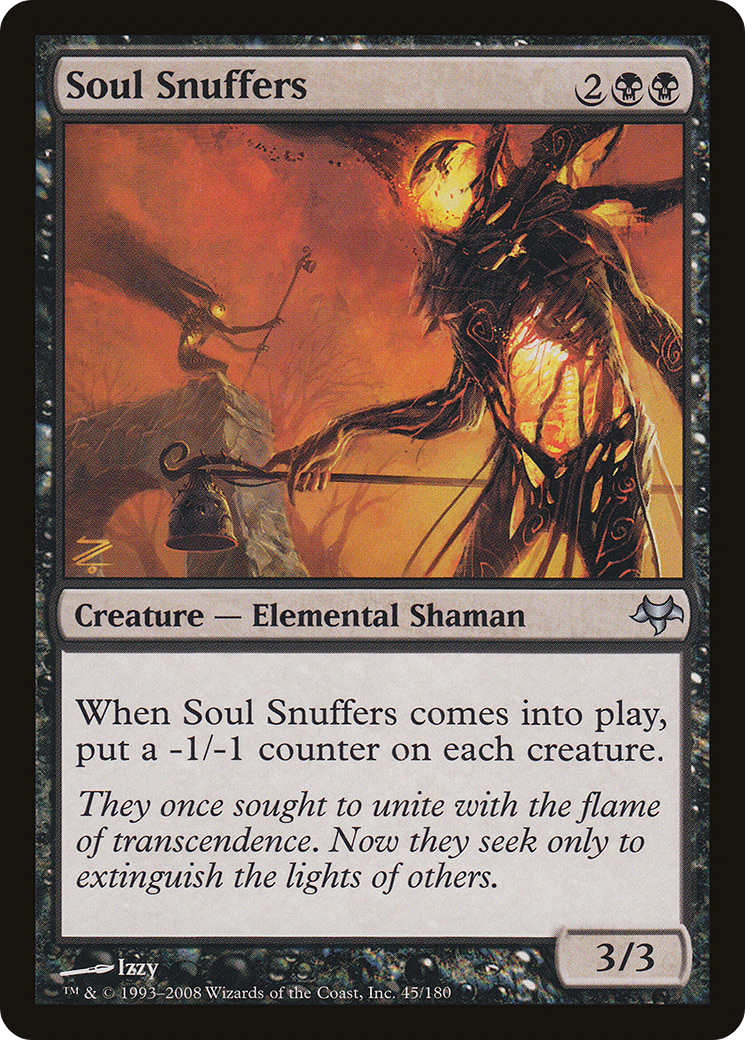 Soul Snuffers 2
Creature — Elemental Shaman
When Soul Snuffers comes into play,
put a -1/-1 counter on each creature.
They once sought to unite with the flame
of transcendence. Now they seek only to
extinguish the lights of others.
3/3
Izzy
™ & © 1993–2008 Wizards of the Coast, Inc. 45/180